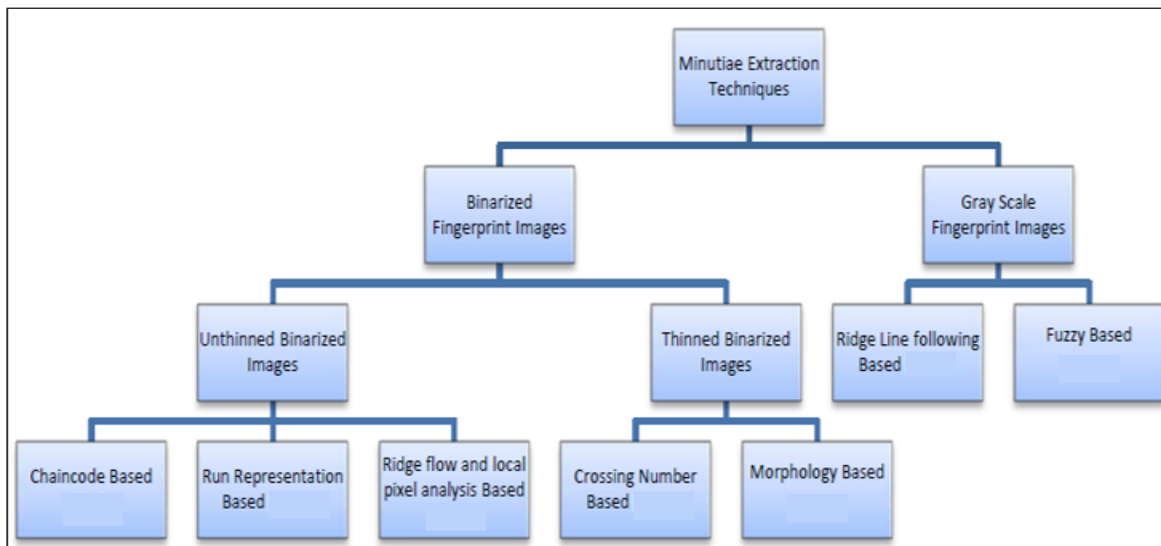 Minutiae Extraction
Techniques
Binarized
Fingerprint Images
Gray Scale
Fingerprint Images
Unthinned Binarized
Images
Thinned Binarized
Images
Ridge Line following
Based
Fuzzy Based
Chaincode Based
Run Representation
Based
Ridge flow and local
pixel analysis Based
Crossing Number
Based
Morphology Based